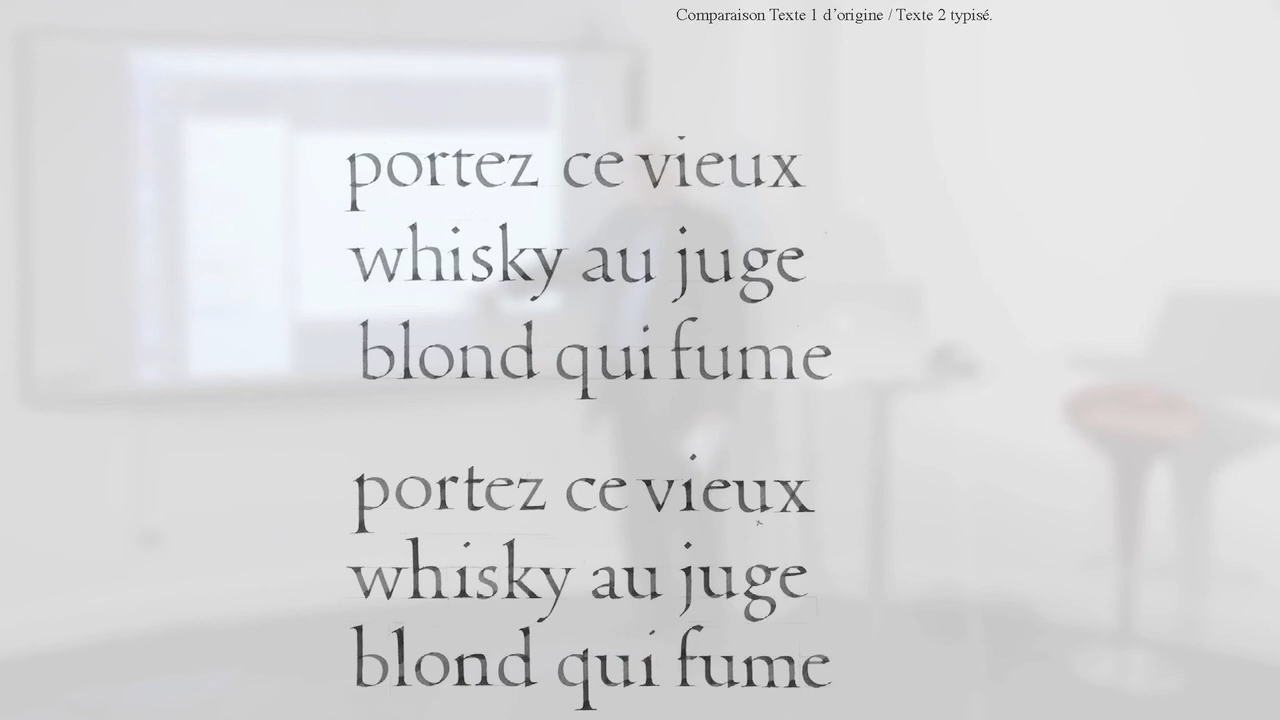 Comparaison Texte 1 d’origine / Texte 2 typisé.
portez ce vieux
whisky au juge
blond qui fume
portez ce vieux
whisky au juge
blond qui fume